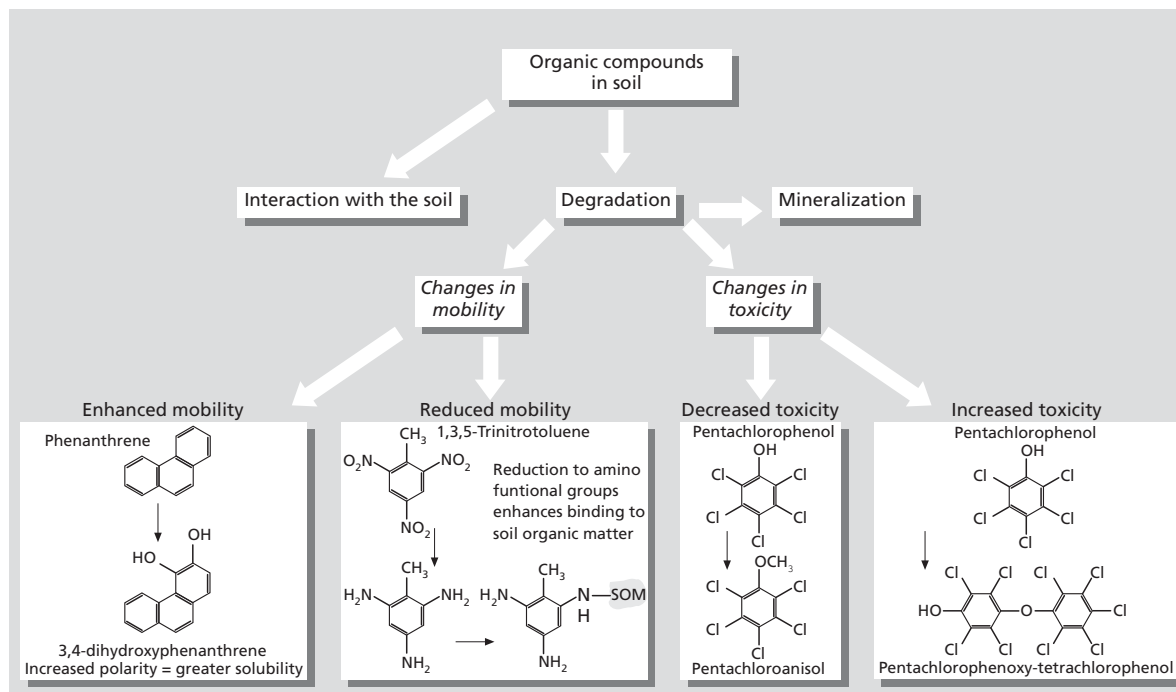 Organic compounds
in soil
Interaction with the soil
Degradation
Mineralization
Changes in
mobility
Changes in
toxicity
Enhanced mobility
Phenanthrene
OH
HO
3,4-dihydroxyphenanthrene
Increased polarity = greater solubility
Reduced mobility
1,3,5-Trinitrotoluene
CH₃
O₂N
NO₂
NO₂
Reduction to amino
funtional groups
enhances binding to
soil organic matter
CH₃
H₂N
NH₂
NH₂
CH₃
H₂N
N
H
SOM
NH₂
Decreased toxicity
Pentachlorophenol
OH
Cl
Cl
Cl
Cl
Cl
OCH₃
Cl
Cl
Cl
Cl
Cl
Pentachloroanisol
Increased toxicity
Pentachlorophenol
OH
Cl
Cl
Cl
Cl
Cl
Cl
Cl
Cl
Cl
HO
O
Cl
Cl
Cl
Cl
Cl
Pentachlorophenoxy-tetrachlorophenol